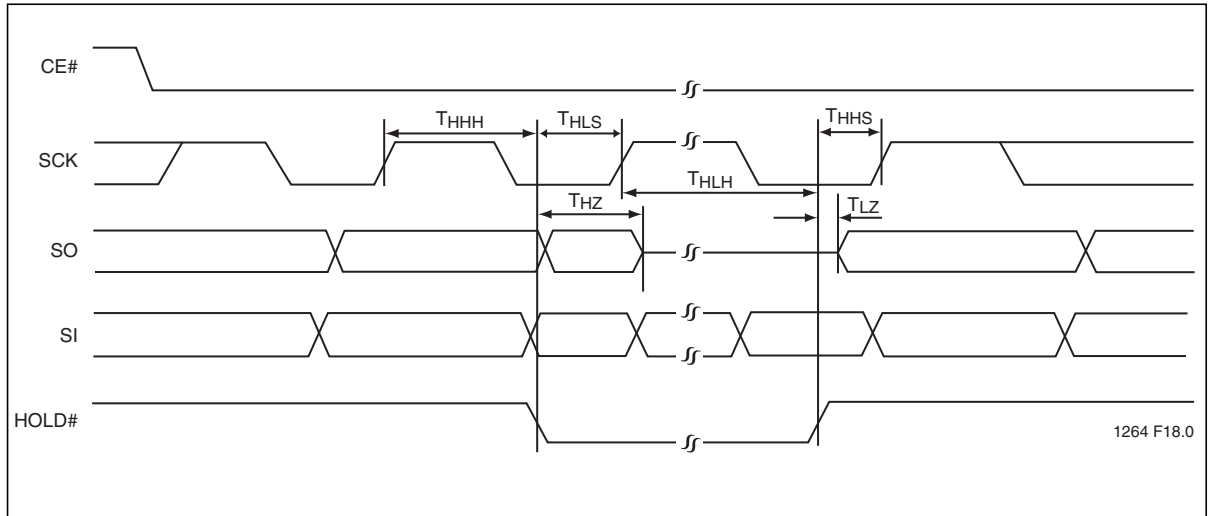 CE#
THHH THLS THHS
SCK
THLH
THZ TLZ
SO
SI
HOLD#
1264 F18.0